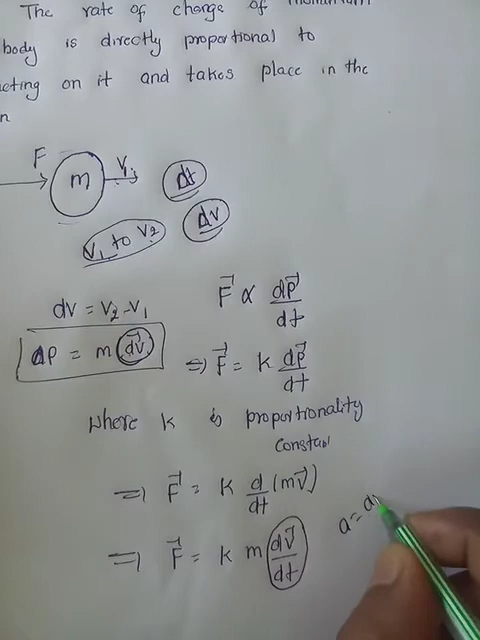 The rate of change of momentum
body is directly proportional to
acting on it and takes place in the
F
m
V₁
dt
dv
V₁ to V₂
dv = V₂-V₁
dp = m dv⃗
F⃗ ∝ dp⃗/dt
⇒ F⃗ = K dp⃗/dt
where K is proportionality
constan
⇒ F⃗ = K d/dt (mv⃗)
⇒ F⃗ = K m dv⃗/dt
a = d